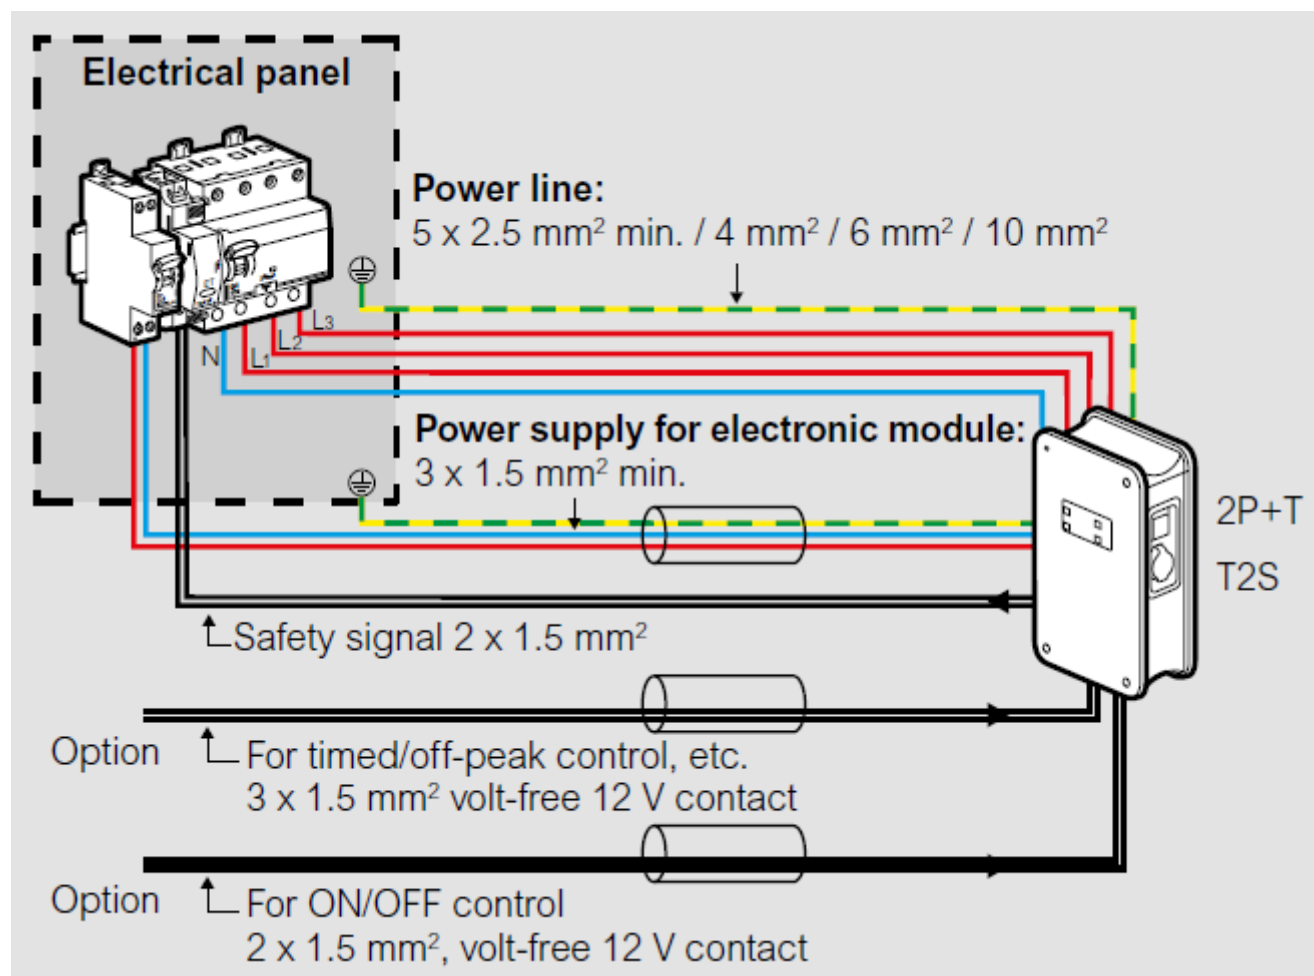 Electrical panel
Power line:
5 x 2.5 mm² min. / 4 mm² / 6 mm² / 10 mm²
L3
L2
L1
N
Power supply for electronic module:
3 x 1.5 mm² min.
2P+T
T2S
Safety signal 2 x 1.5 mm²
Option
For timed/off-peak control, etc.
3 x 1.5 mm² volt-free 12 V contact
Option
For ON/OFF control
2 x 1.5 mm², volt-free 12 V contact